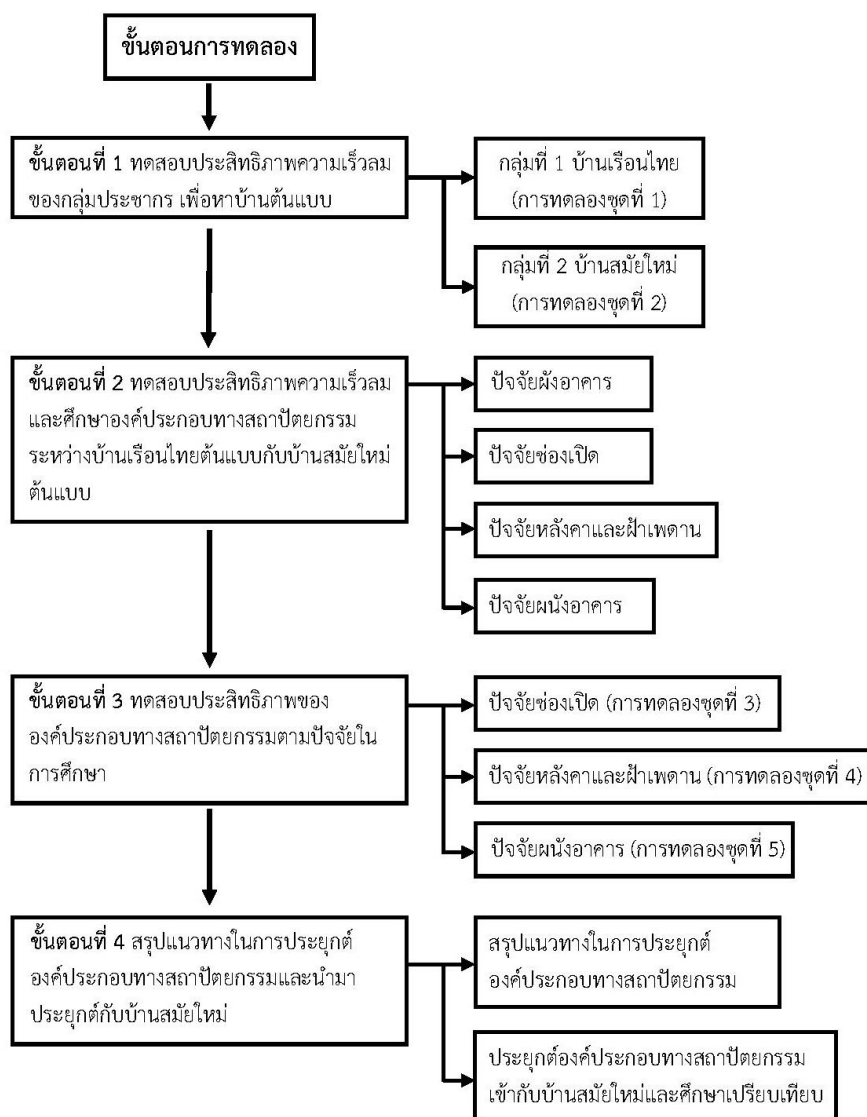 ขั้นตอนการทดลอง
ขั้นตอนที่ 1 ทดสอบประสิทธิภาพความเร็วลม
ของกลุ่มประชากร เพื่อหาบ้านต้นแบบ
กลุ่มที่ 1 บ้านเรือนไทย
(การทดลองชุดที่ 1)
กลุ่มที่ 2 บ้านสมัยใหม่
(การทดลองชุดที่ 2)
ขั้นตอนที่ 2 ทดสอบประสิทธิภาพความเร็วลม
และศึกษาองค์ประกอบทางสถาปัตยกรรม
ระหว่างบ้านเรือนไทยต้นแบบกับบ้านสมัยใหม่
ต้นแบบ
ปัจจัยผังอาคาร
ปัจจัยช่องเปิด
ปัจจัยหลังคาและฝ้าเพดาน
ปัจจัยผนังอาคาร
ขั้นตอนที่ 3 ทดสอบประสิทธิภาพของ
องค์ประกอบทางสถาปัตยกรรมตามปัจจัยใน
การศึกษา
ปัจจัยช่องเปิด (การทดลองชุดที่ 3)
ปัจจัยหลังคาและฝ้าเพดาน (การทดลองชุดที่ 4)
ปัจจัยผนังอาคาร (การทดลองชุดที่ 5)
ขั้นตอนที่ 4 สรุปแนวทางในการประยุกต์
องค์ประกอบทางสถาปัตยกรรมและนำมา
ประยุกต์กับบ้านสมัยใหม่
สรุปแนวทางในการประยุกต์
องค์ประกอบทางสถาปัตยกรรม
ประยุกต์องค์ประกอบทางสถาปัตยกรรม
เข้ากับบ้านสมัยใหม่และศึกษาเปรียบเทียบ